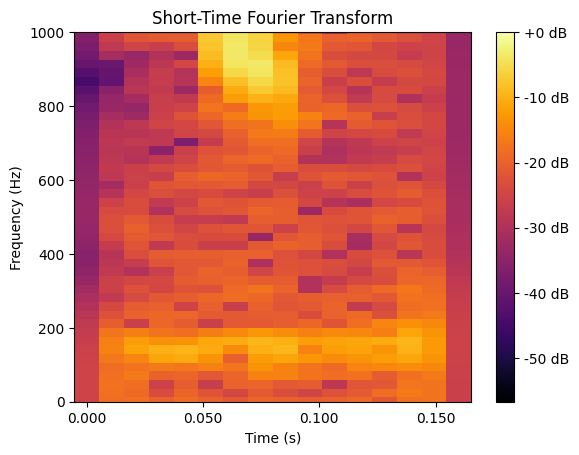 Short-Time Fourier Transform
1000
800
600
400
200
0
Frequency (Hz)
0.000
0.050
0.100
0.150
Time (s)
+0 dB
-10 dB
-20 dB
-30 dB
-40 dB
-50 dB